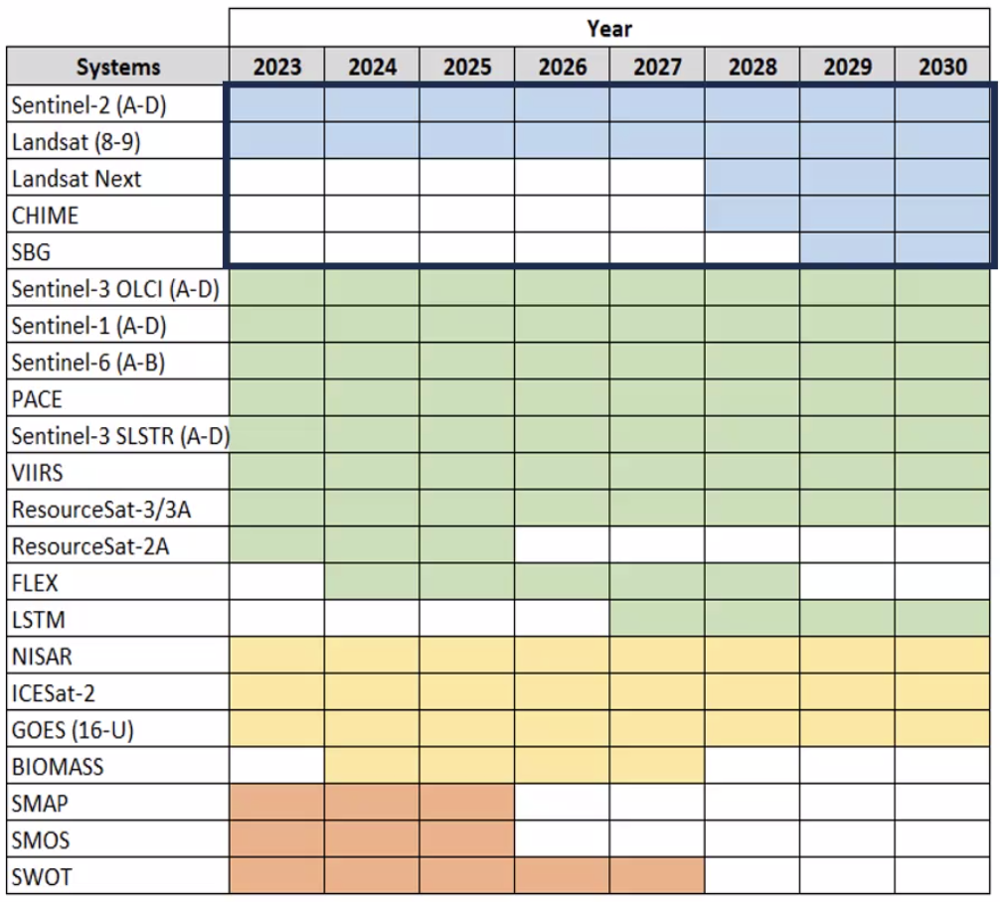 Year
Systems 2023 2024 2025 2026 2027 2028 2029 2030
Sentinel-2 (A-D)
Landsat (8-9)
Landsat Next
CHIME
SBG
Sentinel-3 OLCI (A-D)
Sentinel-1 (A-D)
Sentinel-6 (A-B)
PACE
Sentinel-3 SLSTR (A-D)
VIIRS
ResourceSat-3/3A
ResourceSat-2A
FLEX
LSTM
NISAR
ICESat-2
GOES (16-U)
BIOMASS
SMAP
SMOS
SWOT